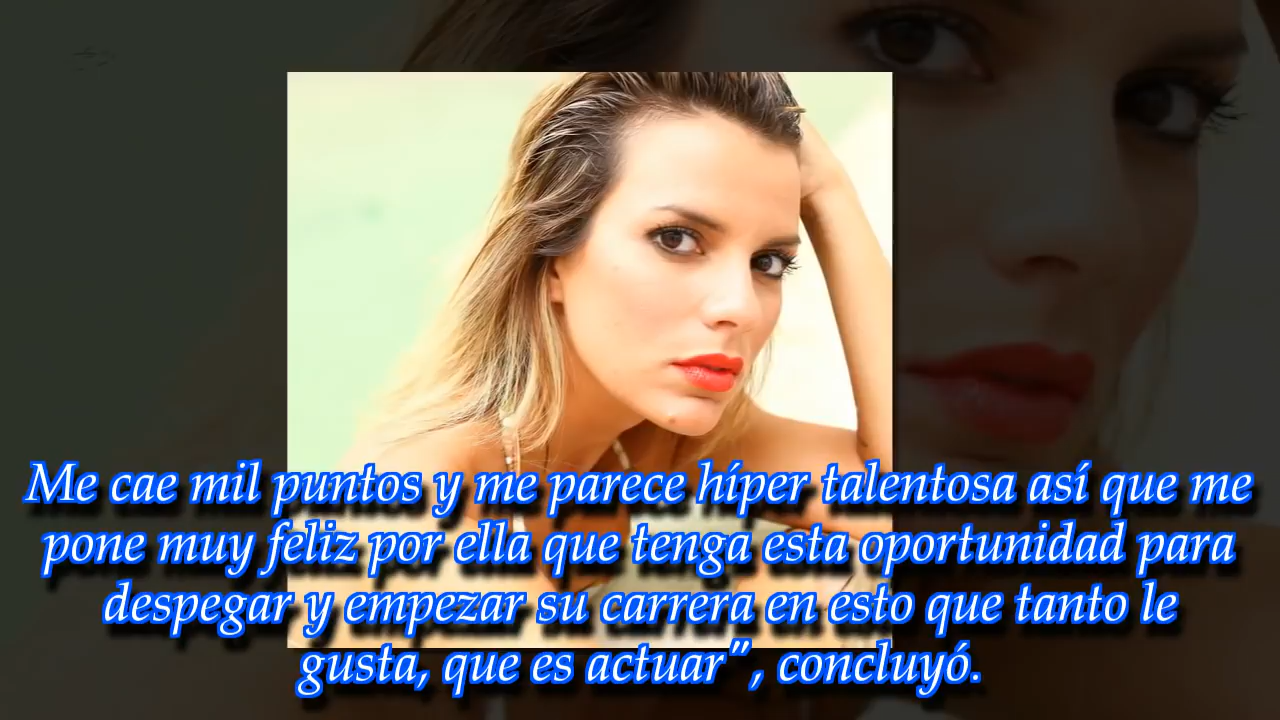 Me cae mil puntos y me parece híper talentosa así que me
pone muy feliz por ella que tenga esta oportunidad para
despegar y empezar su carrera en esto que tanto le
gusta, que es actuar", concluyó.